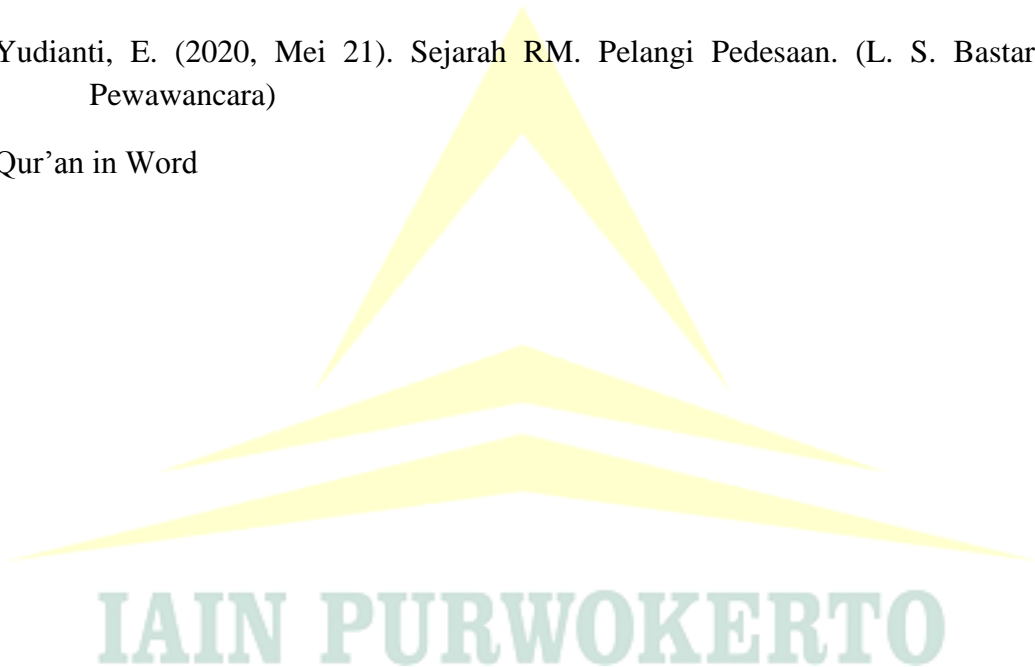 Yudianti, E. (2020, Mei 21). Sejarah RM. Pelangi Pedesaan. (L. S. Bastar
Pewawancara)
Qur’an in Word
IAIN PURWOKERTO